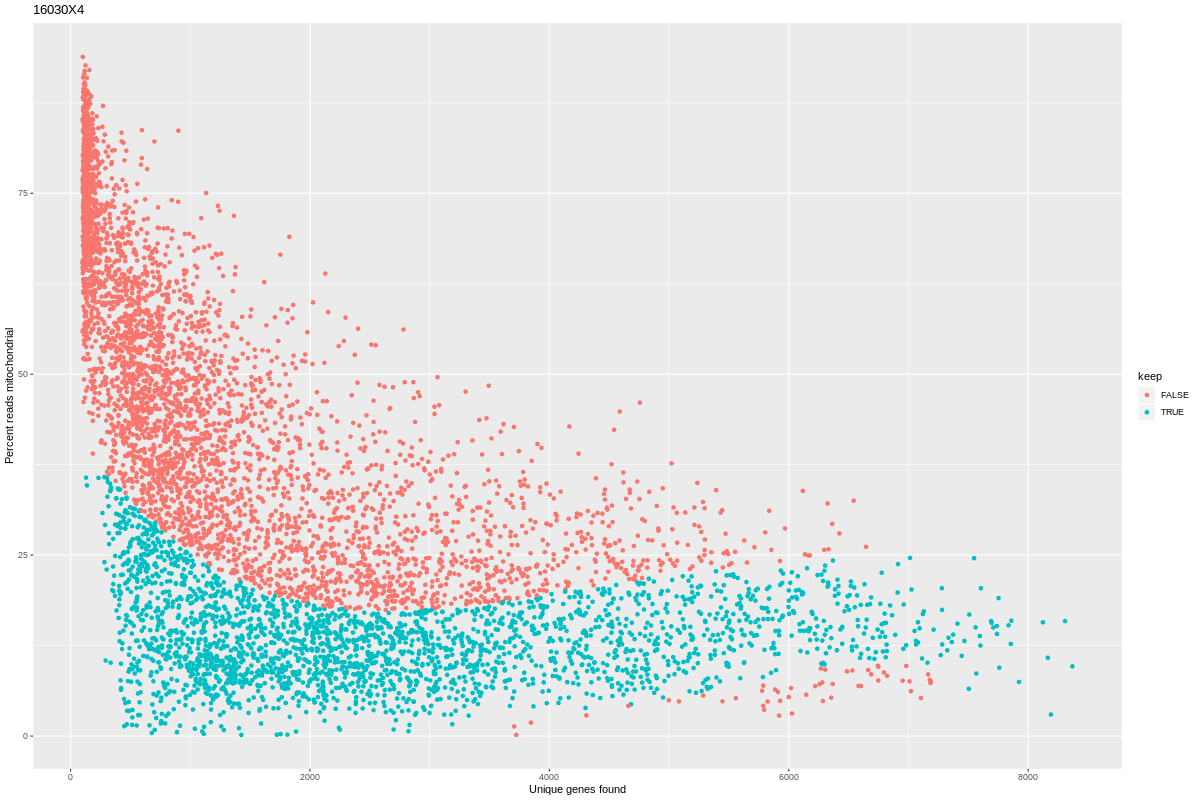 16030X4
Percent reads mitochondrial
75
50
25
0
0 2000 4000 6000 8000
Unique genes found
keep
FALSE
TRUE